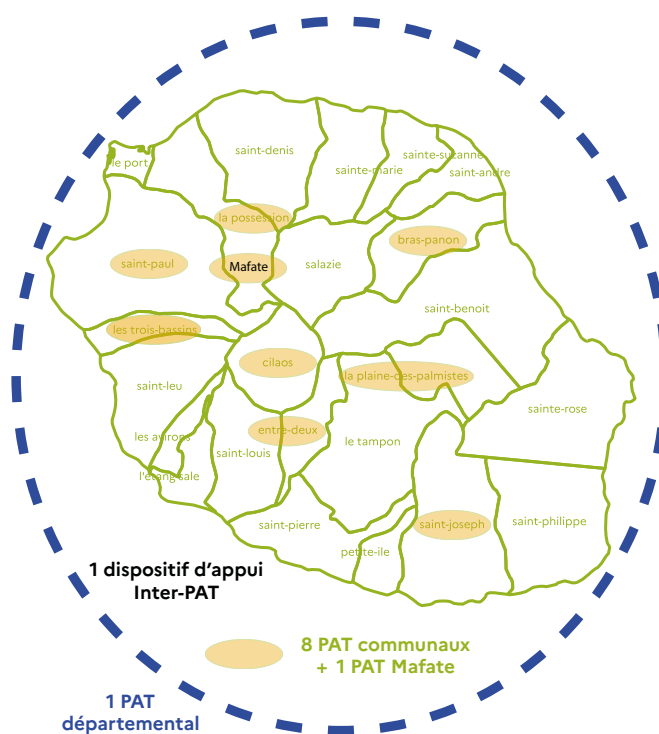 saint-denis
sainte-suzanne
le port
sainte-marie
saint-andre
la possession
bras-panon
saint-paul
Mafate
salazie
saint-benoit
les trois-bassins
cilaos
la plaine-des-palmistes
saint-leu
sainte-rose
entre-deux
les avirons
le tampon
saint-louis
l'étang sale
saint-pierre
saint-joseph
saint-philippe
petite-ile
1 dispositif d'appui
Inter-PAT
8 PAT communaux
+ 1 PAT Mafate
1 PAT
départemental